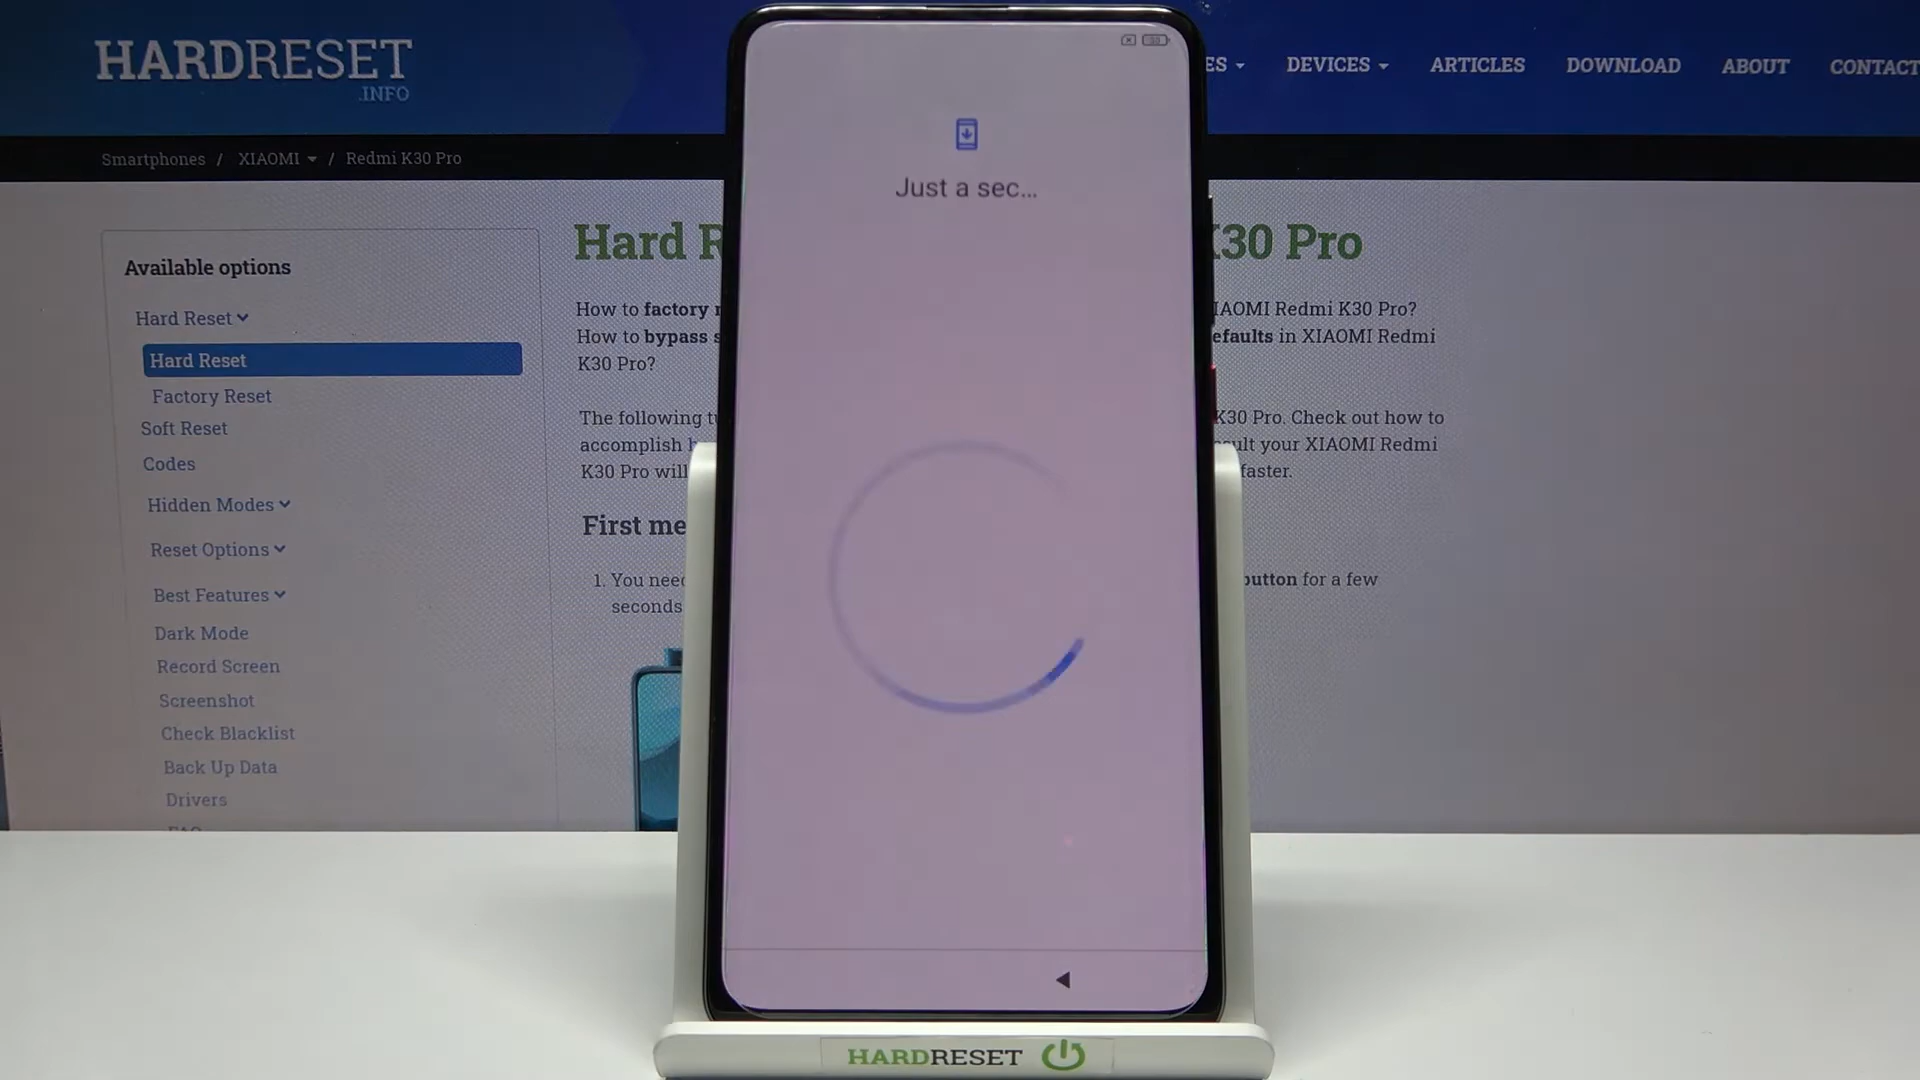 HARDRESET
.INFO
ES
DEVICES
ARTICLES
DOWNLOAD
ABOUT
CONTACT
Smartphones / XIAOMI / Redmi K30 Pro
Available options
Hard Reset
Hard Reset
Factory Reset
Soft Reset
Codes
Hidden Modes
Reset Options
Best Features
Dark Mode
Record Screen
Screenshot
Check Blacklist
Back Up Data
Drivers
Hard R K30 Pro
How to factory r IAOMI Redmi K30 Pro?
How to bypass s efaults in XIAOMI Redmi
K30 Pro?
The following t K30 Pro. Check out how to
accomplish ult your XIAOMI Redmi
K30 Pro will faster.
First me
1. You need button for a few
seconds
Just a sec...
HARDRESET